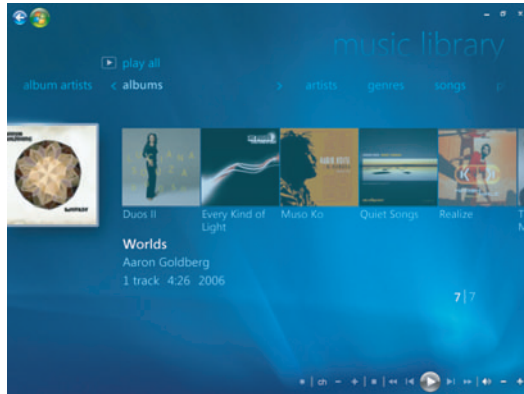 music library
play all
album artists < albums > artists genres songs
Duos II Every Kind of Light Muso Ko Quiet Songs Realize
Worlds
Aaron Goldberg
1 track 4:26 2006
7|7
ch